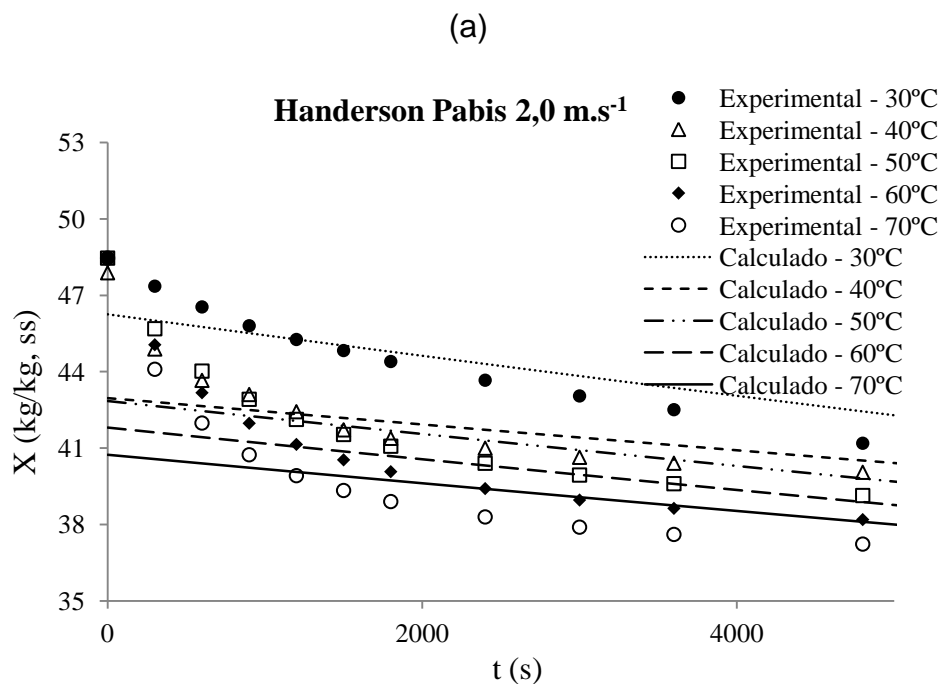 (a)
Handerson Pabis 2,0 m.s-1
Experimental - 30ºC
Experimental - 40ºC
Experimental - 50ºC
Experimental - 60ºC
Experimental - 70ºC
Calculado - 30ºC
Calculado - 40ºC
Calculado - 50ºC
Calculado - 60ºC
Calculado - 70ºC
X (kg/kg, ss)
53
50
47
44
41
38
35
0
2000
4000
t (s)